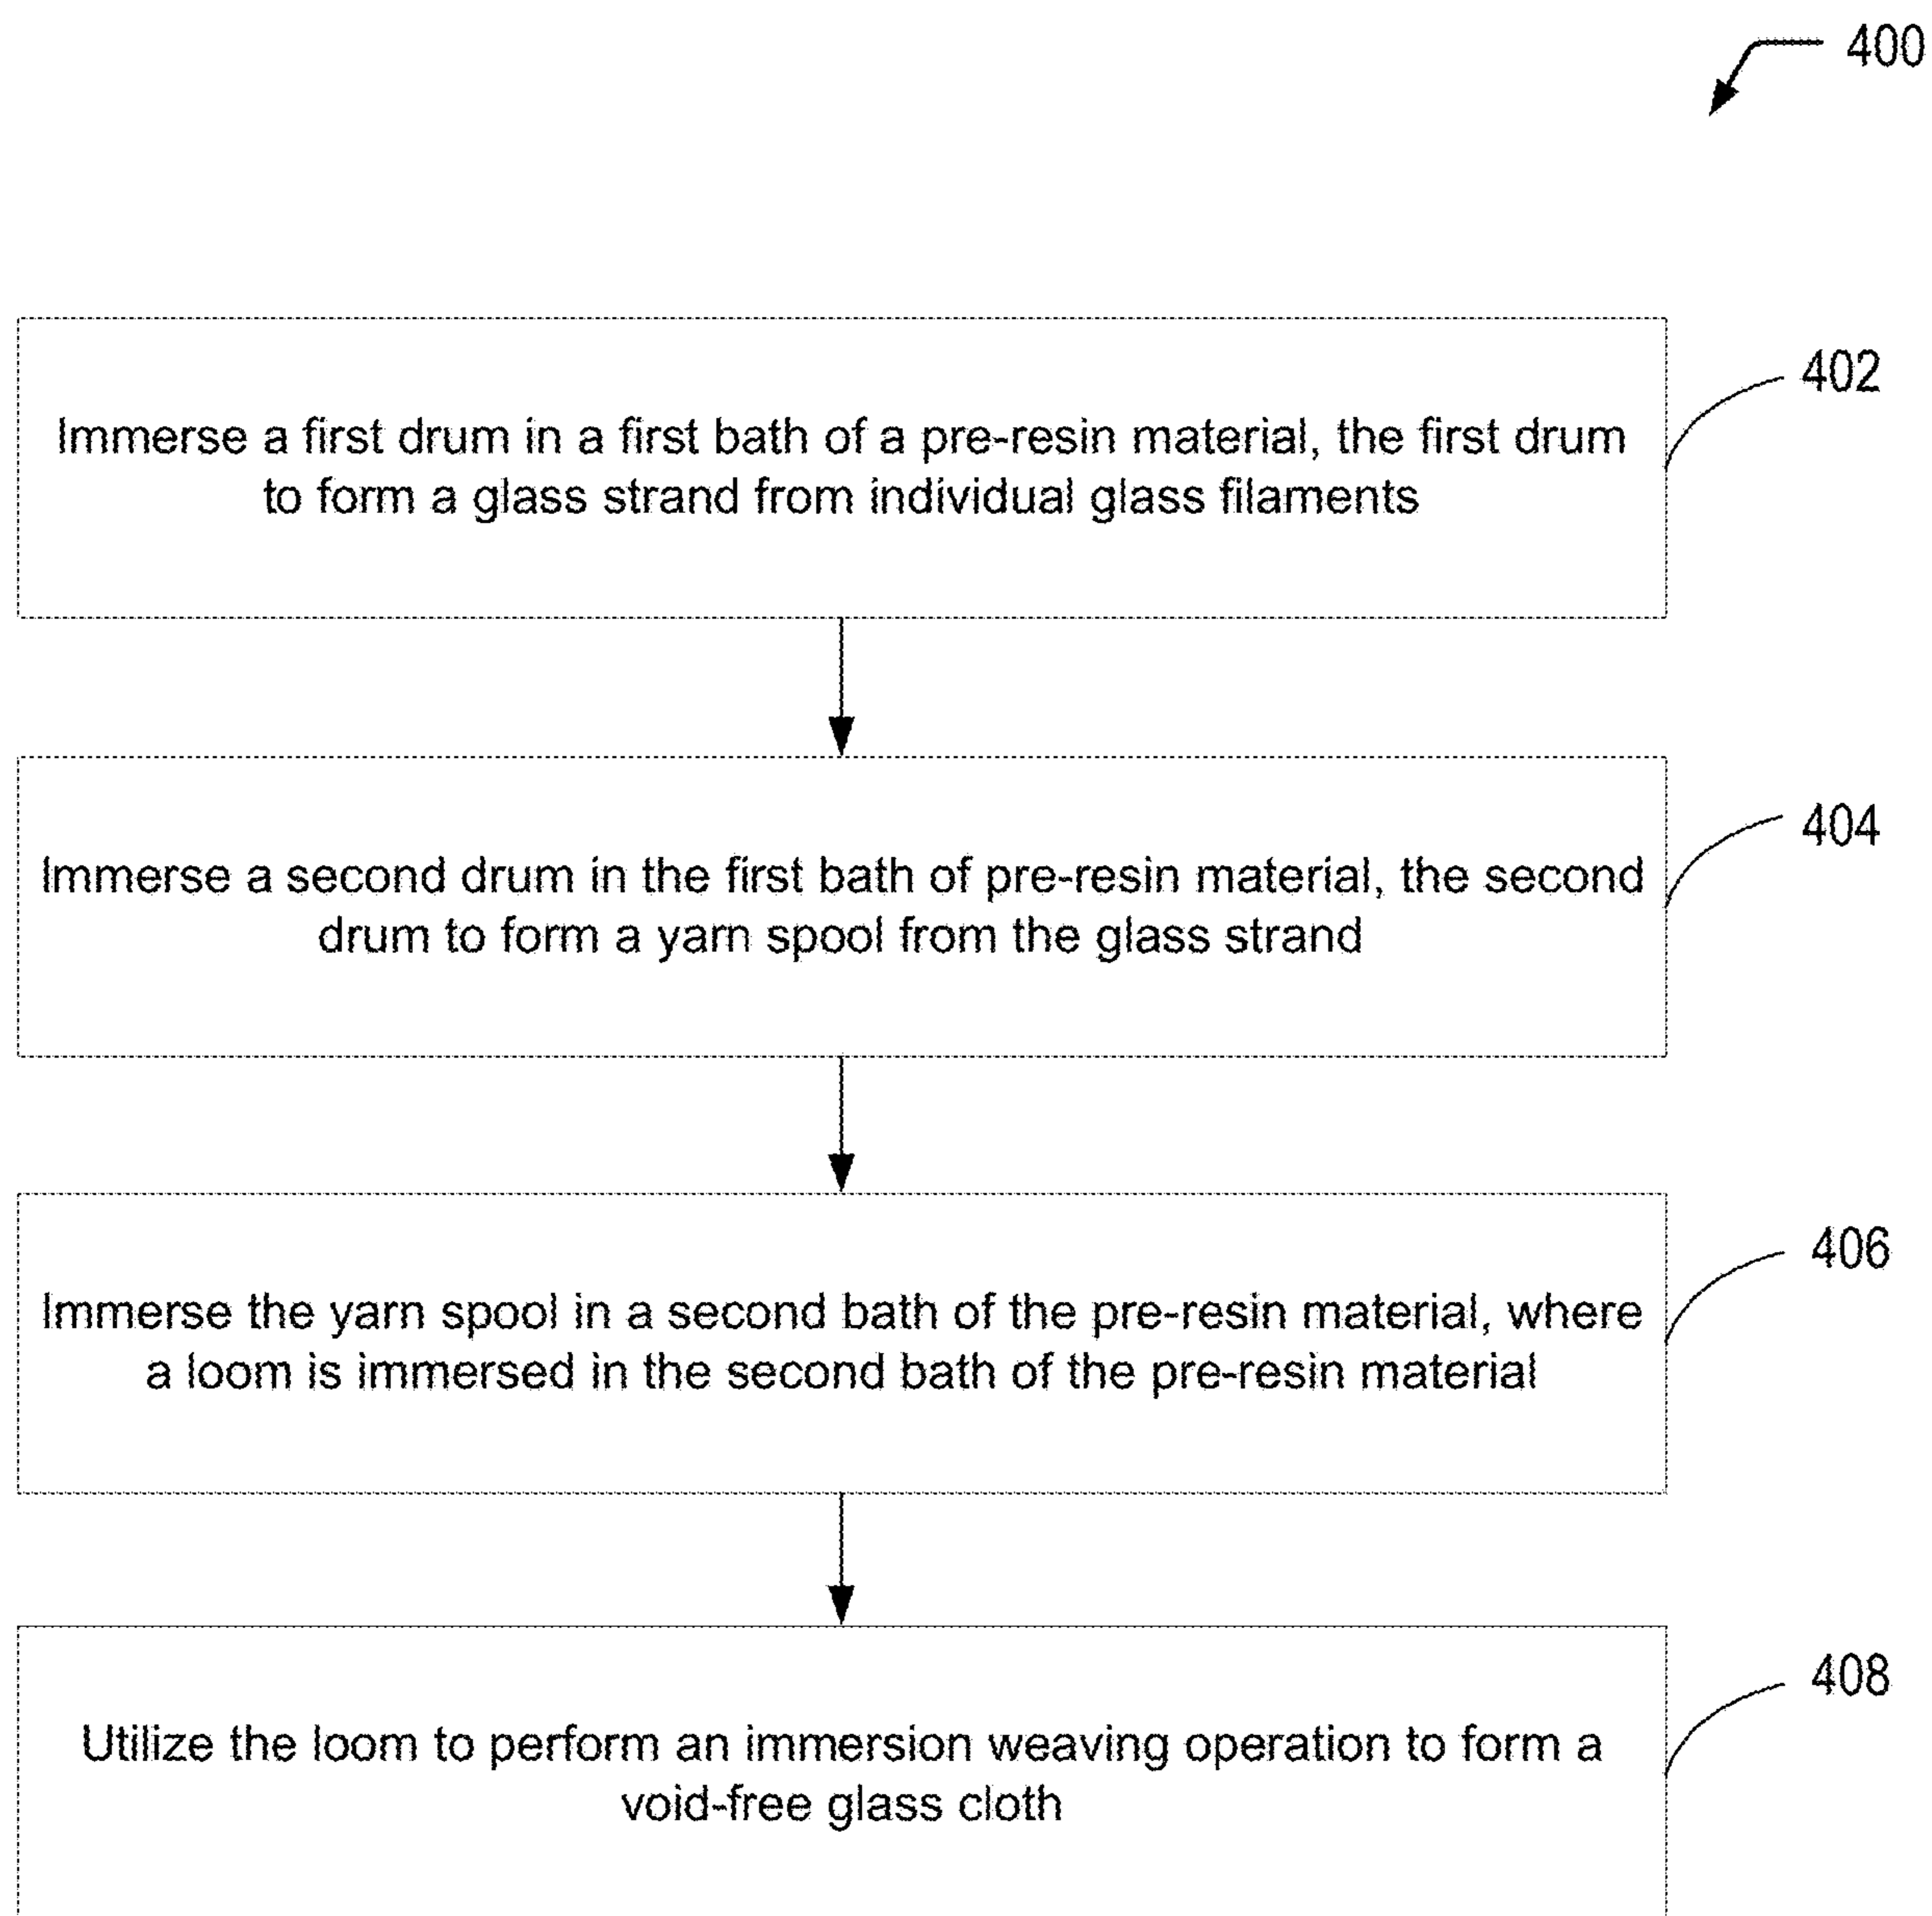 400
402
Immerse a first drum in a first bath of a pre-resin material, the first drum
to form a glass strand from individual glass filaments
404
Immerse a second drum in the first bath of pre-resin material, the second
drum to form a yarn spool from the glass strand
406
Immerse the yarn spool in a second bath of the pre-resin material, where
a loom is immersed in the second bath of the pre-resin material
408
Utilize the loom to perform an immersion weaving operation to form a
void-free glass cloth